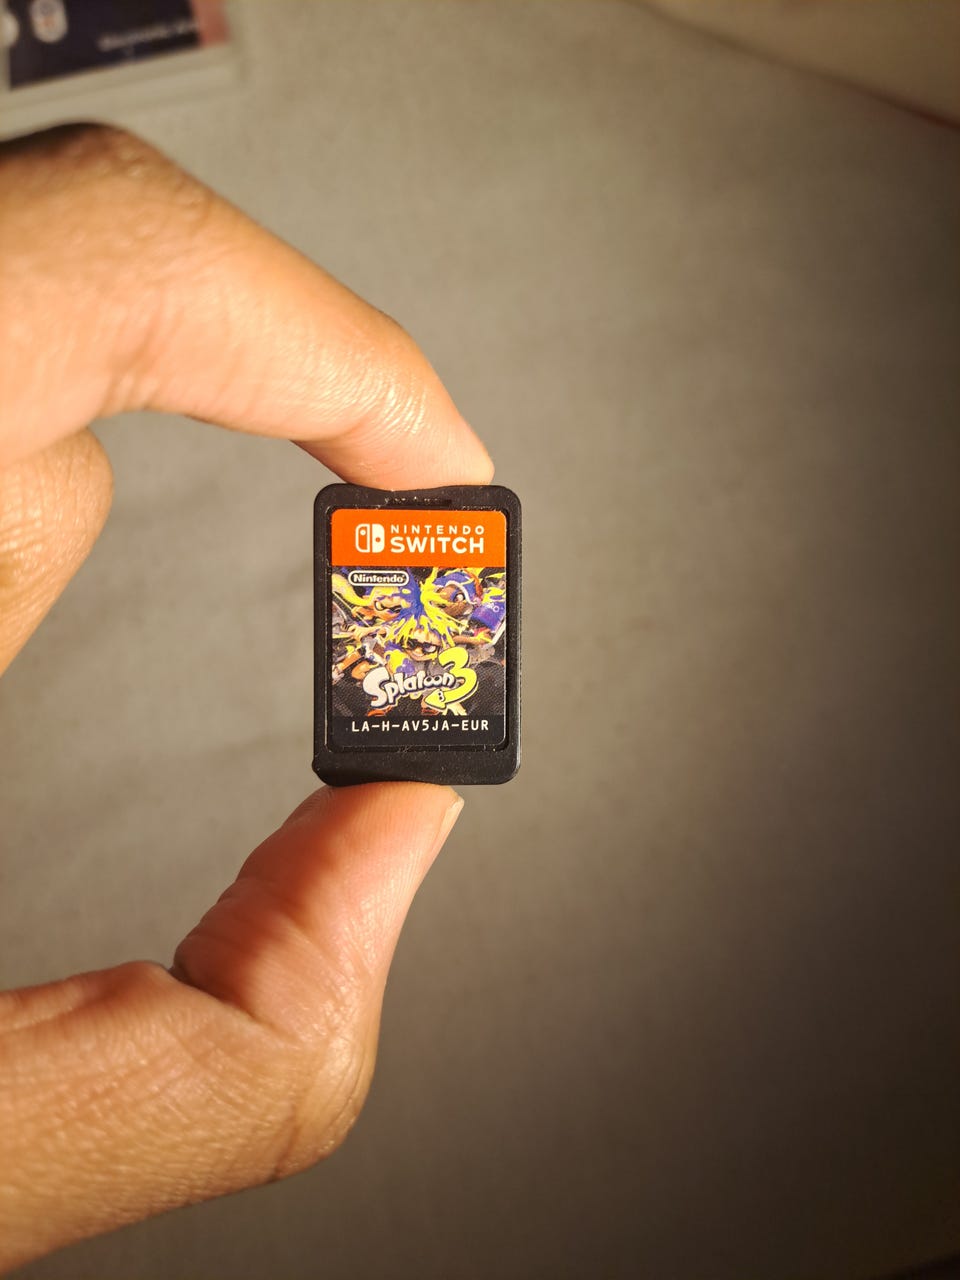 NINTENDO
SWITCH
Nintendo
Splatoon 3
LA-H-AV5JA-EUR